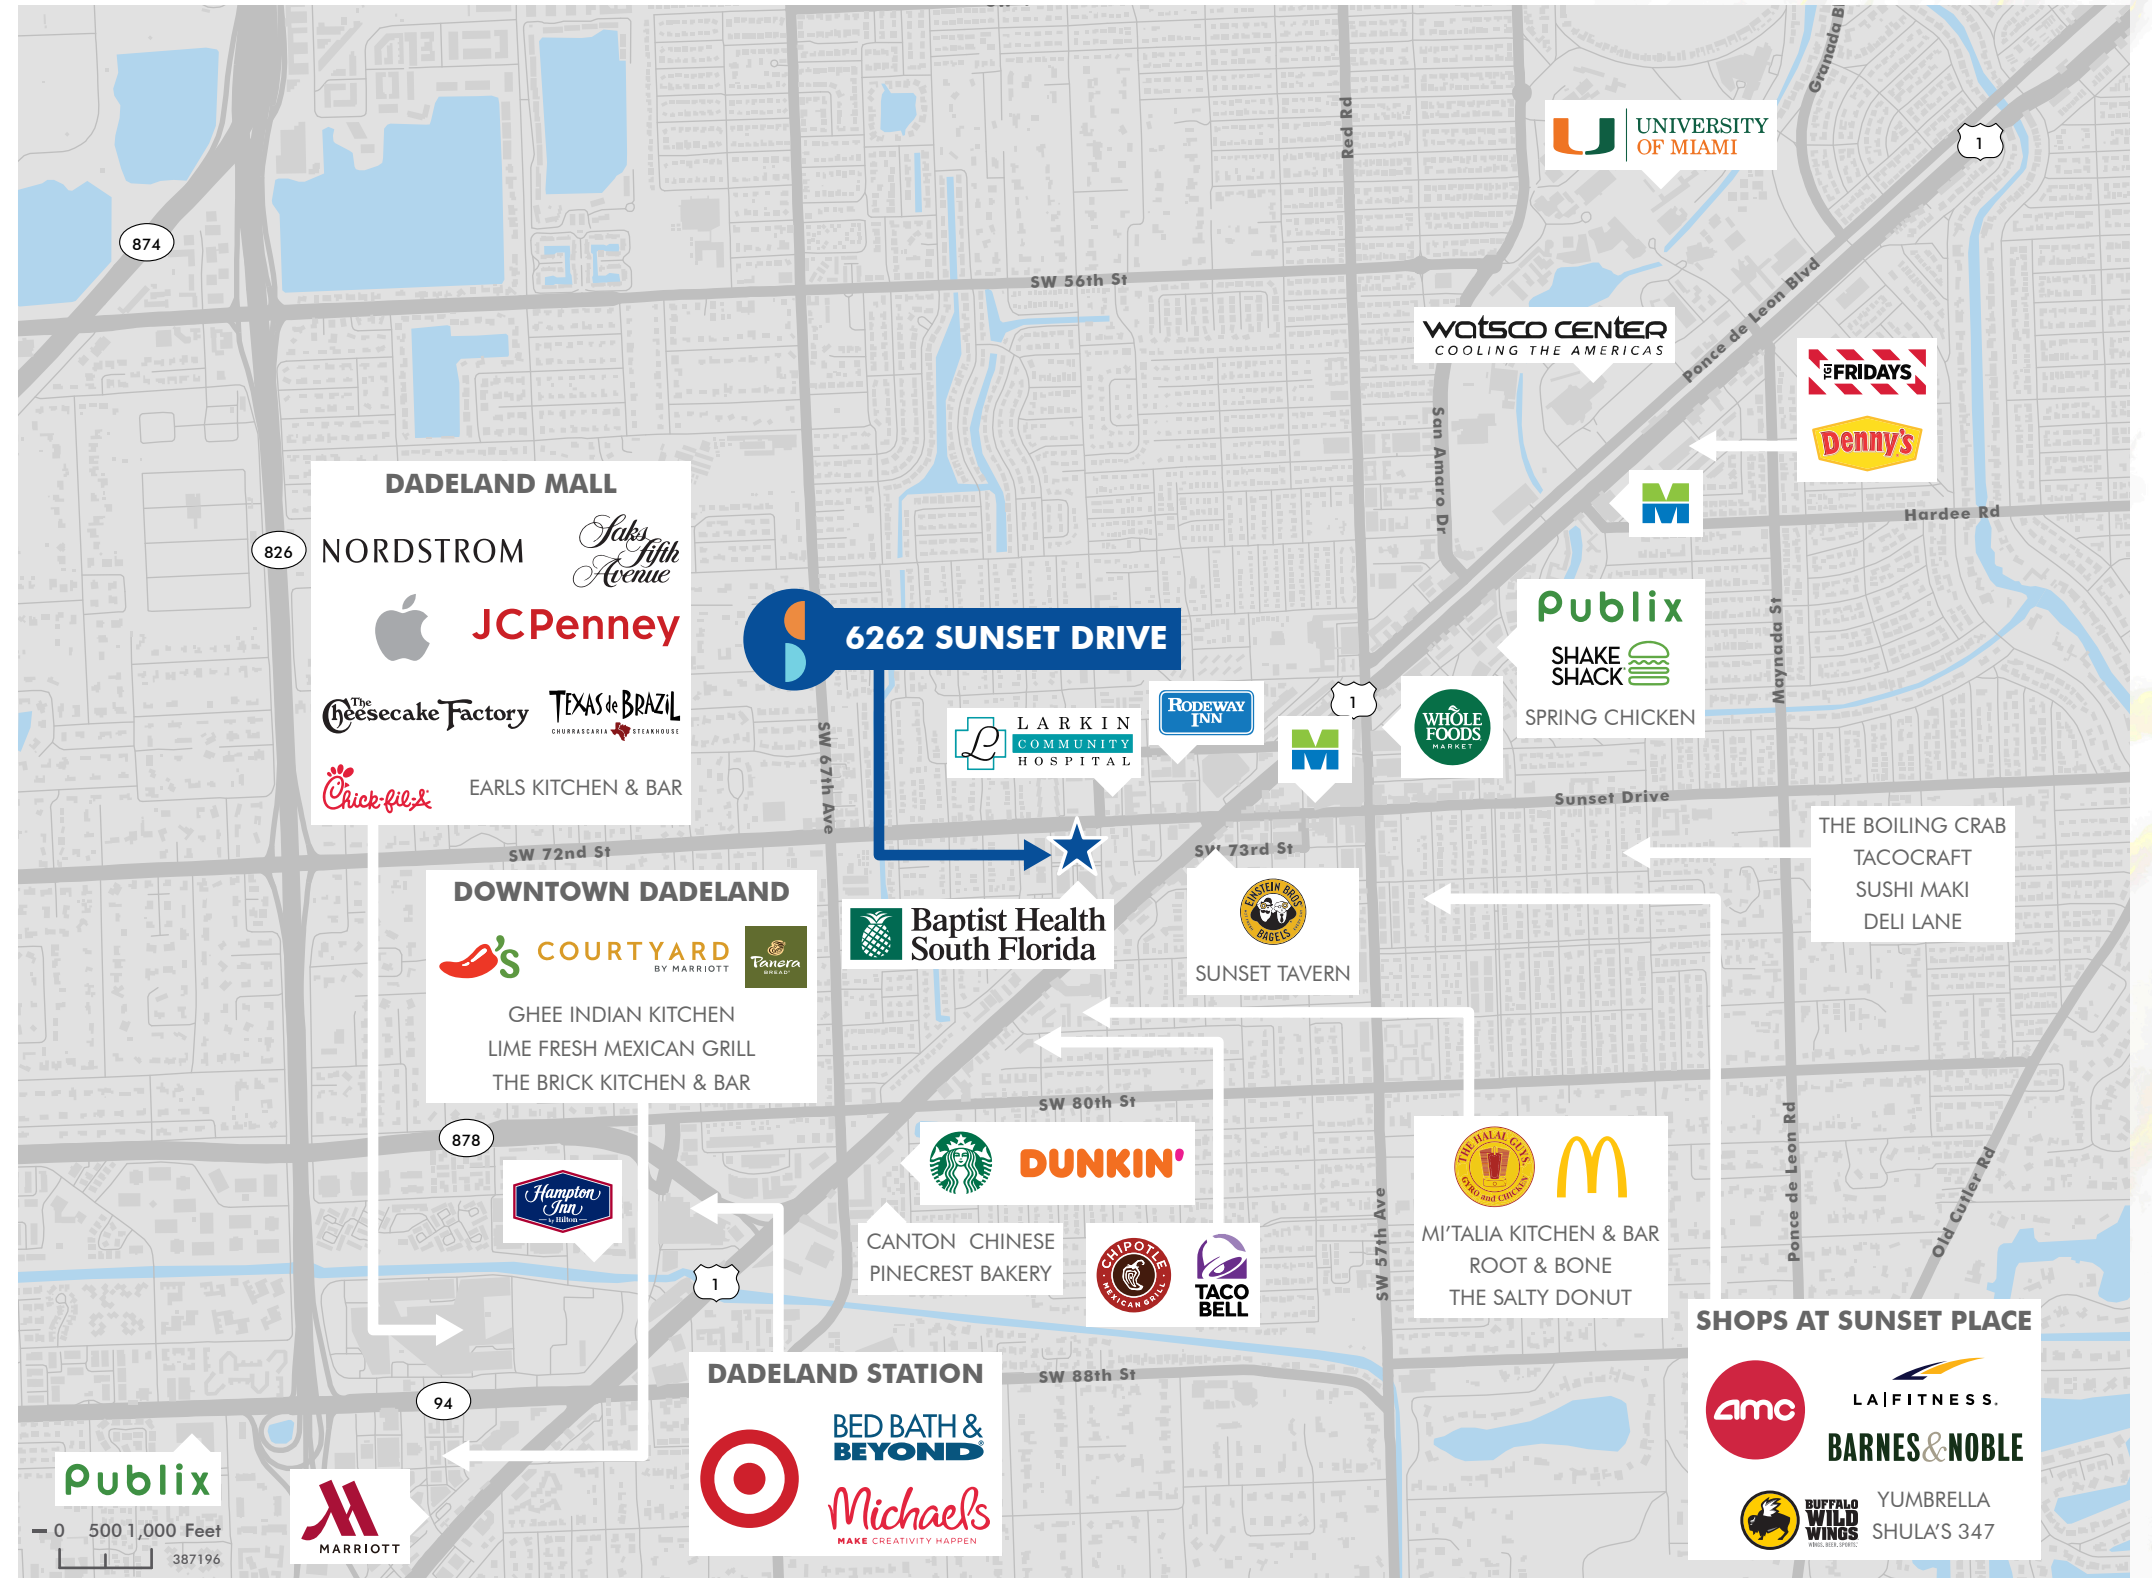 Granada B
1
UNIVERSITY
OF MIAMI
Red Rd
874
SW 56th St
Ponce de Leon Blvd
WATSCO CENTER
COOLING THE AMERICAS
TGI FRIDAYS
Denny's
San Amaro Dr
Hardee Rd
DADELAND MALL
NORDSTROM
Saks
Fifth
Avenue
JCPenney
The
Cheesecake Factory
TEXAS de BRAZIL
CHURRASCARIA STEAKHOUSE
Chick-fil-A
EARLS KITCHEN & BAR
826
6262 SUNSET DRIVE
Publix
SHAKE
SHACK
SPRING CHICKEN
Maynada St
SW 67th Ave
LARKIN
COMMUNITY
HOSPITAL
RODEWAY
INN
1
WHOLE
FOODS
MARKET
Sunset Drive
SW 72nd St
SW 73rd St
THE BOILING CRAB
TACOCRAFT
SUSHI MAKI
DELI LANE
DOWNTOWN DADELAND
's
COURTYARD
BY MARRIOTT
Panera
BREAD
GHEE INDIAN KITCHEN
LIME FRESH MEXICAN GRILL
THE BRICK KITCHEN & BAR
Baptist Health
South Florida
EINSTEIN BROS
BAGELS
SUNSET TAVERN
878
SW 80th St
Hampton
Inn
by Hilton
DUNKIN'
CANTON CHINESE
PINECREST BAKERY
CHIPOTLE
MEXICAN GRILL
TACO
BELL
SW 57th Ave
THE HALAL GUYS
GYRO and CHICKEN
MI'TALIA KITCHEN & BAR
ROOT & BONE
THE SALTY DONUT
Ponce de Leon Rd
Old Cutler Rd
1
SW 88th St
DADELAND STATION
BED BATH &
BEYOND
Michaels
MAKE CREATIVITY HAPPEN
SHOPS AT SUNSET PLACE
amc
LA|FITNESS.
BARNES&NOBLE
BUFFALO
WILD
WINGS
WINGS. BEER. SPORTS.
YUMBRELLA
SHULA'S 347
94
Publix
MARRIOTT
0 500 1,000 Feet
387196